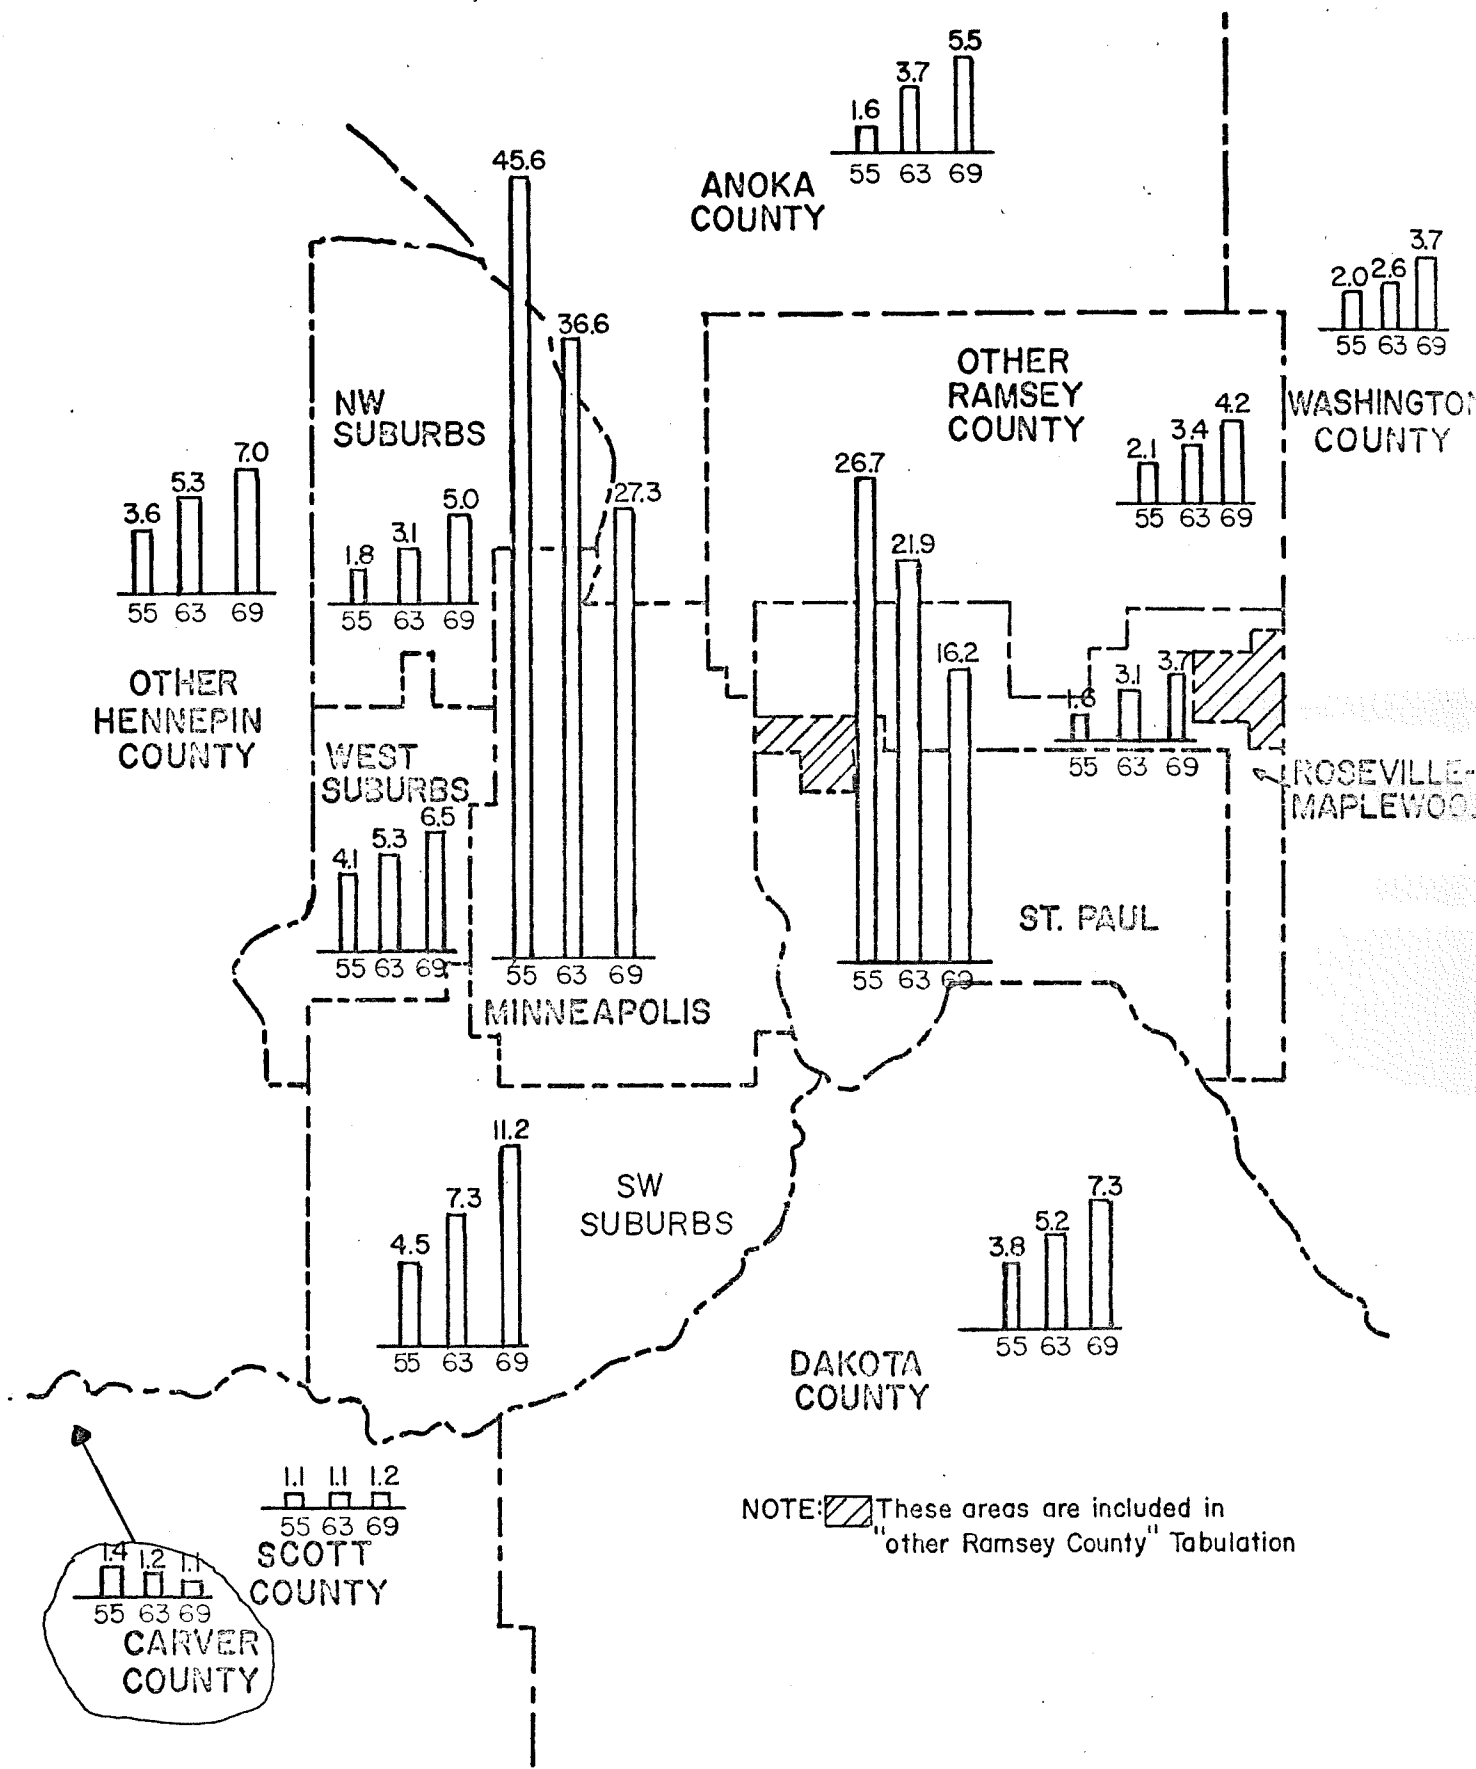 5.5
3.7
1.6
55 63 69
ANOKA
COUNTY
45.6
36.6
27.3
55 63 69
MINNEAPOLIS
3.7
2.0 2.6
55 63 69
COUNTY
OTHER
RAMSEY
COUNTY
4.2
3.4
2.1
55 63 69
NW
SUBURBS
5.0
3.1
1.8
55 63 69
7.0
5.3
3.6
55 63 69
OTHER
HENNEPIN
COUNTY
26.7
21.9
16.2
55 63 69
ST. PAUL
3.7
3.1
1.6
55 63 69
ROSEVILLE-
WEST
SUBURBS
6.5
5.3
4.1
55 63 69
11.2
7.3
4.5
55 63 69
SW
SUBURBS
7.3
5.2
3.8
55 63 69
DAKOTA
COUNTY
1.1 1.1 1.2
55 63 69
SCOTT
COUNTY
1.4 1.2 1.1
55 63 69
CARVER
COUNTY
NOTE: These areas are included in
"other Ramsey County" Tabulation